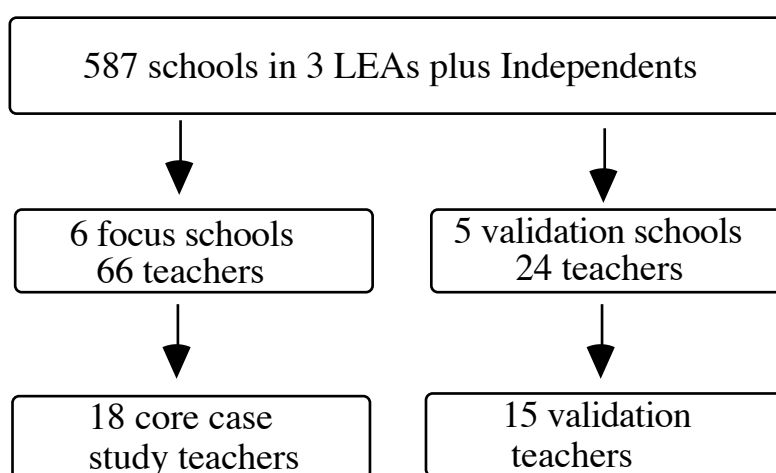 587 schools in 3 LEAs plus Independents
6 focus schools
66 teachers
5 validation schools
24 teachers
18 core case
study teachers
15 validation
teachers